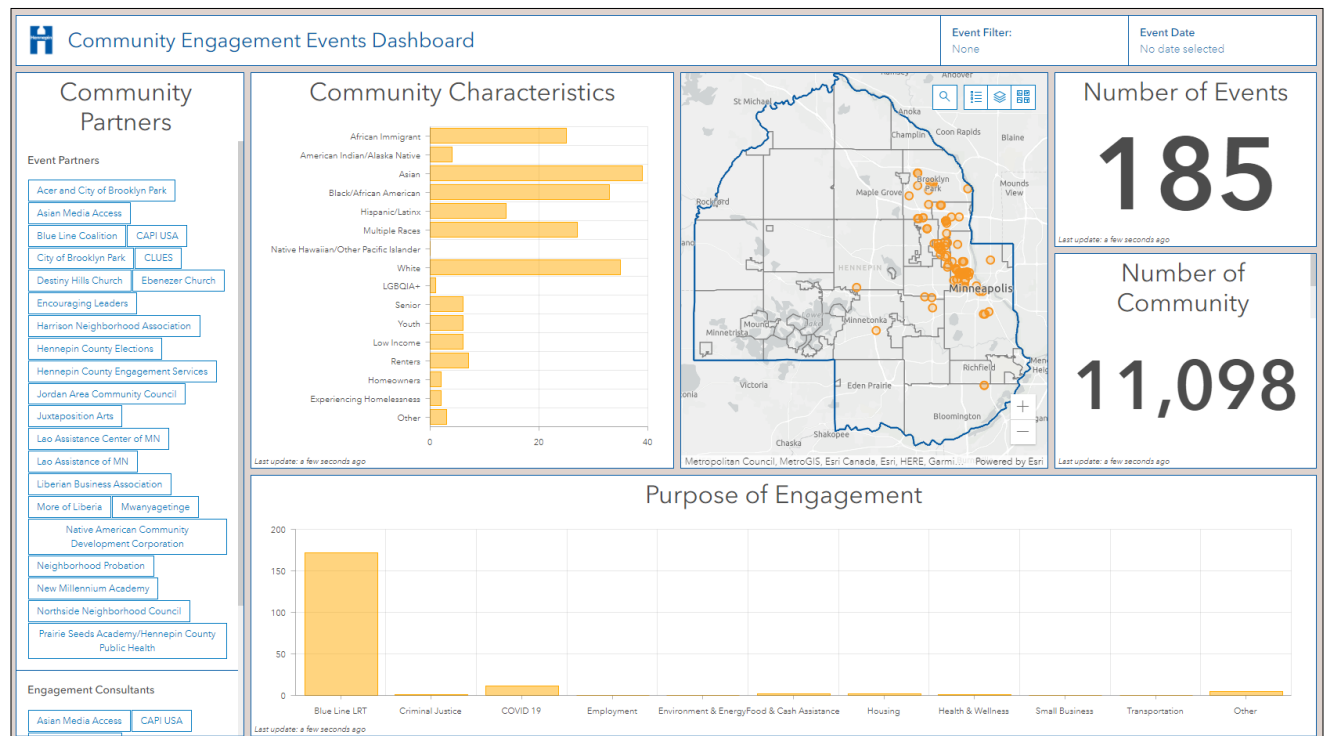 Hennepin
Community Engagement Events Dashboard
Event Filter:
None
Event Date
No date selected
Community
Partners
Event Partners
Acer and City of Brooklyn Park
Asian Media Access
Blue Line Coalition
CAPI USA
City of Brooklyn Park
CLUES
Destiny Hills Church
Ebenezer Church
Encouraging Leaders
Harrison Neighborhood Association
Hennepin County Elections
Hennepin County Engagement Services
Jordan Area Community Council
Juxtaposition Arts
Lao Assistance Center of MN
Lao Assistance of MN
Liberian Business Association
More of Liberia
Mwanyagetinge
Native American Community
Development Corporation
Neighborhood Probation
New Millennium Academy
Northside Neighborhood Council
Prairie Seeds Academy/Hennepin County
Public Health
Engagement Consultants
Asian Media Access
CAPI USA
Community Characteristics
African Immigrant
American Indian/Alaska Native
Asian
Black/African American
Hispanic/Latinx
Multiple Races
Native Hawaiian/Other Pacific Islander
White
LGBQIA+
Senior
Youth
Low Income
Renters
Homeowners
Experiencing Homelessness
Other
0
20
40
Last update: a few seconds ago
Andover
St Michael
Anoka
Champlin
Coon Rapids
Blaine
Brooklyn
Park
Maple Grove
Mounds
View
Rockford
HENNEPIN
Minneapolis
Mound
Minnetrista
Minnetonka
Richfield
Victoria
Eden Prairie
Bloomington
Shakopee
Chaska
+
−
Metropolitan Council, MetroGIS, Esri Canada, Esri, HERE, Garmi...
Powered by Esri
Number of Events
185
Last update: a few seconds ago
Number of
Community
11,098
Last update: a few seconds ago
Purpose of Engagement
200
150
100
50
0
Blue Line LRT
Criminal Justice
COVID 19
Employment
Environment & Energy
Food & Cash Assistance
Housing
Health & Wellness
Small Business
Transportation
Other
Last update: a few seconds ago